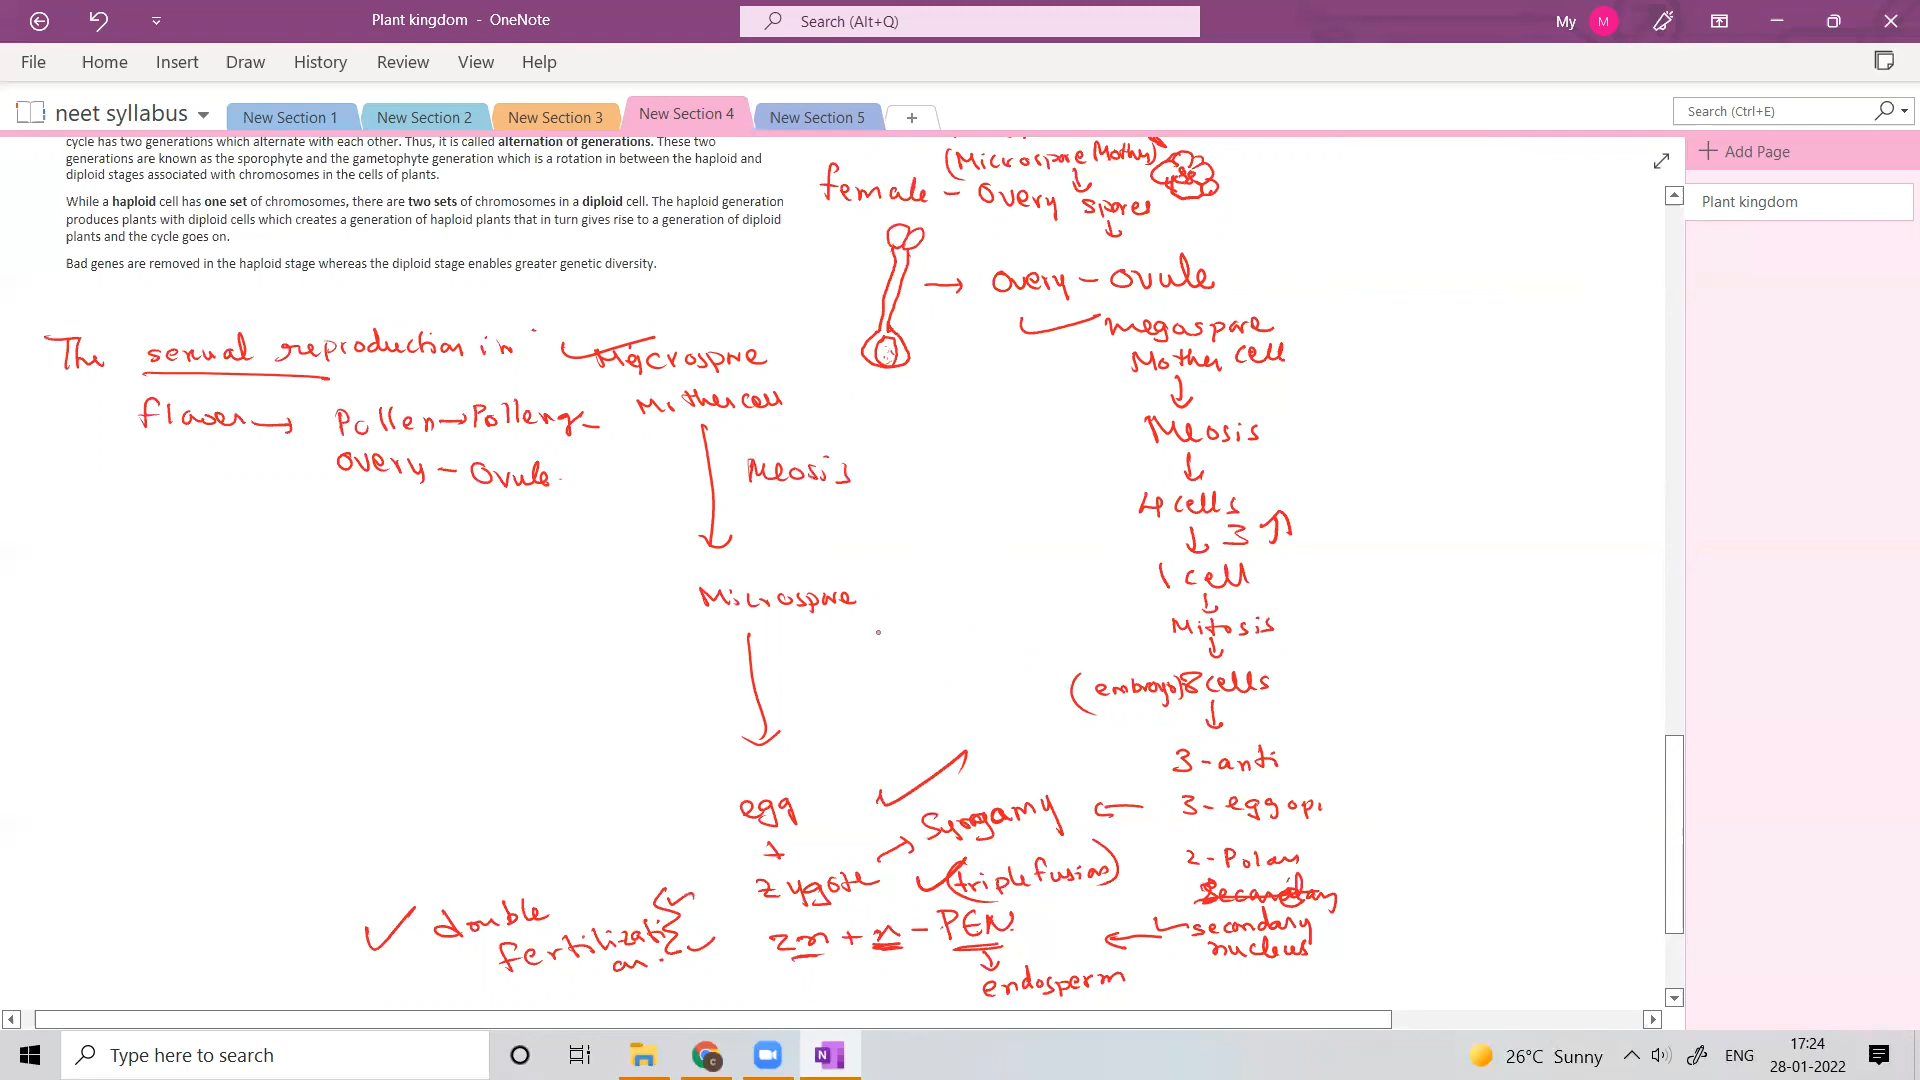 Plant kingdom - OneNote
Search (Alt+Q)
My M
File Home Insert Draw History Review View Help
neet syllabus
New Section 1 New Section 2 New Section 3 New Section 4 New Section 5 +
Search (Ctrl+E)
Add Page
Plant kingdom
cycle has two generations which alternate with each other. Thus, it is called alternation of generations. These two
generations are known as the sporophyte and the gametophyte generation which is a rotation in between the haploid and
diploid stages associated with chromosomes in the cells of plants.
While a haploid cell has one set of chromosomes, there are two sets of chromosomes in a diploid cell. The haploid generation
produces plants with diploid cells which creates a generation of haploid plants that in turn gives rise to a generation of diploid
plants and the cycle goes on.
Bad genes are removed in the haploid stage whereas the diploid stage enables greater genetic diversity.
(Microspore Mother)
female - Overy spores
→ Overy - Ovule
megaspore
Mother cell
Meosis
4 cells
3 ↑
1 cell
Mitosis
(embryo) 8 cells
3 - anti
3 - egg
2 - Polar
secondary
nucleus
The sexual reproduction in
flower → Pollen → Polleng-
Overy - Ovule
Mother cell
Meosis
Microspore
egg
+
zygote → Syngamy
(triple fusion)
2n + n - PEN
endosperm
double
fertilizati
on.
Type here to search
26°C Sunny
ENG
17:24
28-01-2022